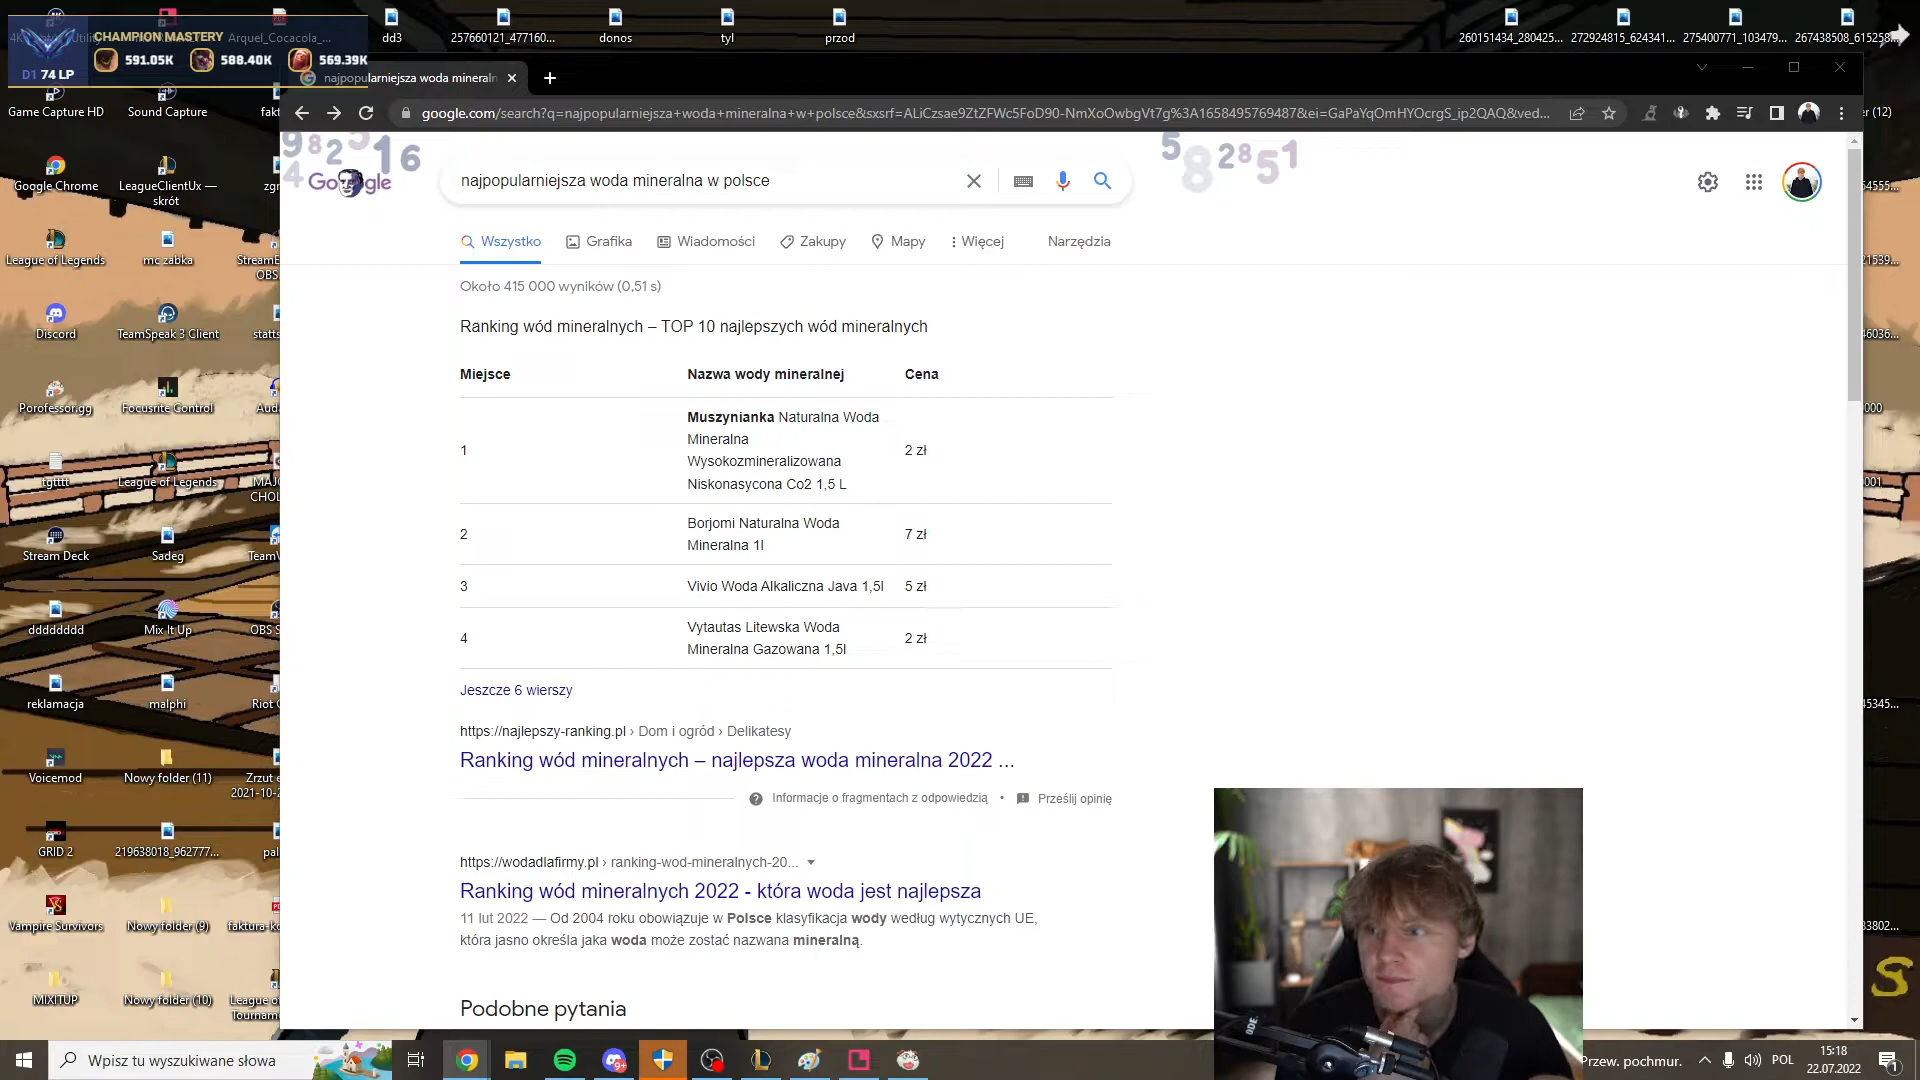 CHAMPION MASTERY
591.05K 588.40K 569.39K
D1 74 LP
Arquel_Cocacola_...
dd3
257660121_477160...
donos
tyl
przod
260151434_280425...
272924815_624341...
275400771_103479...
267438508_615258...
Game Capture HD
Sound Capture
Google Chrome
LeagueClientUx —
skrót
League of Legends
mc zabka
StreamE
OBS
Discord
TeamSpeak 3 Client
statts
Porofessor.gg
Focusrite Control
tgtttt
League of Legends
Stream Deck
Sadeg
dddddddd
Mix It Up
reklamacja
malphi
Voicemod
Nowy folder (11)
GRID 2
219638018_962777...
Vampire Survivors
Nowy folder (9)
MIXITUP
Nowy folder (10)
League o
Tournam
najpopularniejsza woda mineraln
google.com/search?q=najpopularniejsza+woda+mineralna+w+polsce&sxsrf=ALiCzsae9ZtZFWc5FoD90-NmXoOwbgVt7g%3A1658495769487&ei=GaPaYqOmHYOcrgS_ip2QAQ&ved...
Google
najpopularniejsza woda mineralna w polsce
Wszystko
Grafika
Wiadomości
Zakupy
Mapy
Więcej
Narzędzia
Około 415 000 wyników (0,51 s)
Ranking wód mineralnych – TOP 10 najlepszych wód mineralnych
Miejsce Nazwa wody mineralnej Cena
1 Muszynianka Naturalna Woda
Mineralna
Wysokozmineralizowana
Niskonasycona Co2 1,5 L 2 zł
2 Borjomi Naturalna Woda
Mineralna 1l 7 zł
3 Vivio Woda Alkaliczna Java 1,5l 5 zł
4 Vytautas Litewska Woda
Mineralna Gazowana 1,5l 2 zł
Jeszcze 6 wierszy
https://najlepszy-ranking.pl › Dom i ogród › Delikatesy
Ranking wód mineralnych – najlepsza woda mineralna 2022 ...
Informacje o fragmentach z odpowiedzią • Prześlij opinię
https://wodadlafirmy.pl › ranking-wod-mineralnych-20...
Ranking wód mineralnych 2022 - która woda jest najlepsza
11 lut 2022 — Od 2004 roku obowiązuje w Polsce klasyfikacja wody według wytycznych UE,
która jasno określa jaka woda może zostać nazwana mineralną.
Podobne pytania
Wpisz tu wyszukiwane słowa
Przew. pochmur.
POL
15:18
22.07.2022